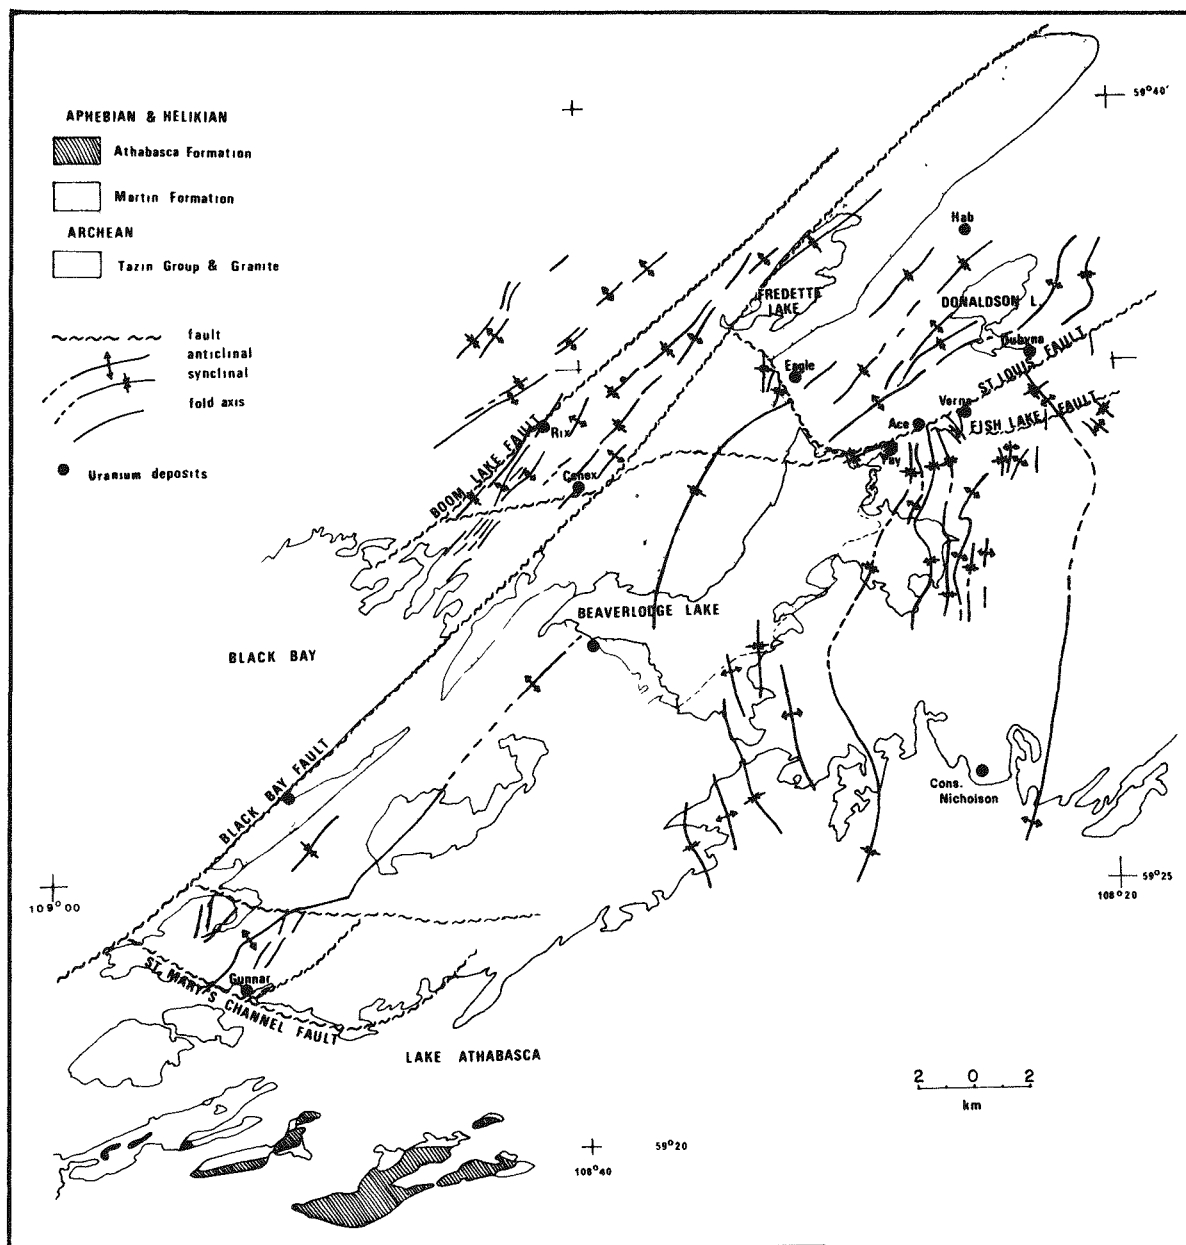 APHEBIAN & HELIKIAN
Athabasca Formation
Martin Formation
ARCHEAN
Tazin Group & Granite
fault
anticlinal
synclinal
fold axis
Uranium deposits
59°40'
Hab
FREDETTE
LAKE
DONALDSON L.
Dubyna
Eagle
ST. LOUIS FAULT
Verna
Ace
FISH LAKE FAULT
Fay
Rix
BOOM LAKE FAULT
Cenex
BEAVERLODGE LAKE
BLACK BAY
BLACK BAY FAULT
Cons.
Nicholson
59°25
109°00
108°20
Gunnar
ST. MARY'S CHANNEL FAULT
LAKE ATHABASCA
2 0 2
km
59°20
108°40